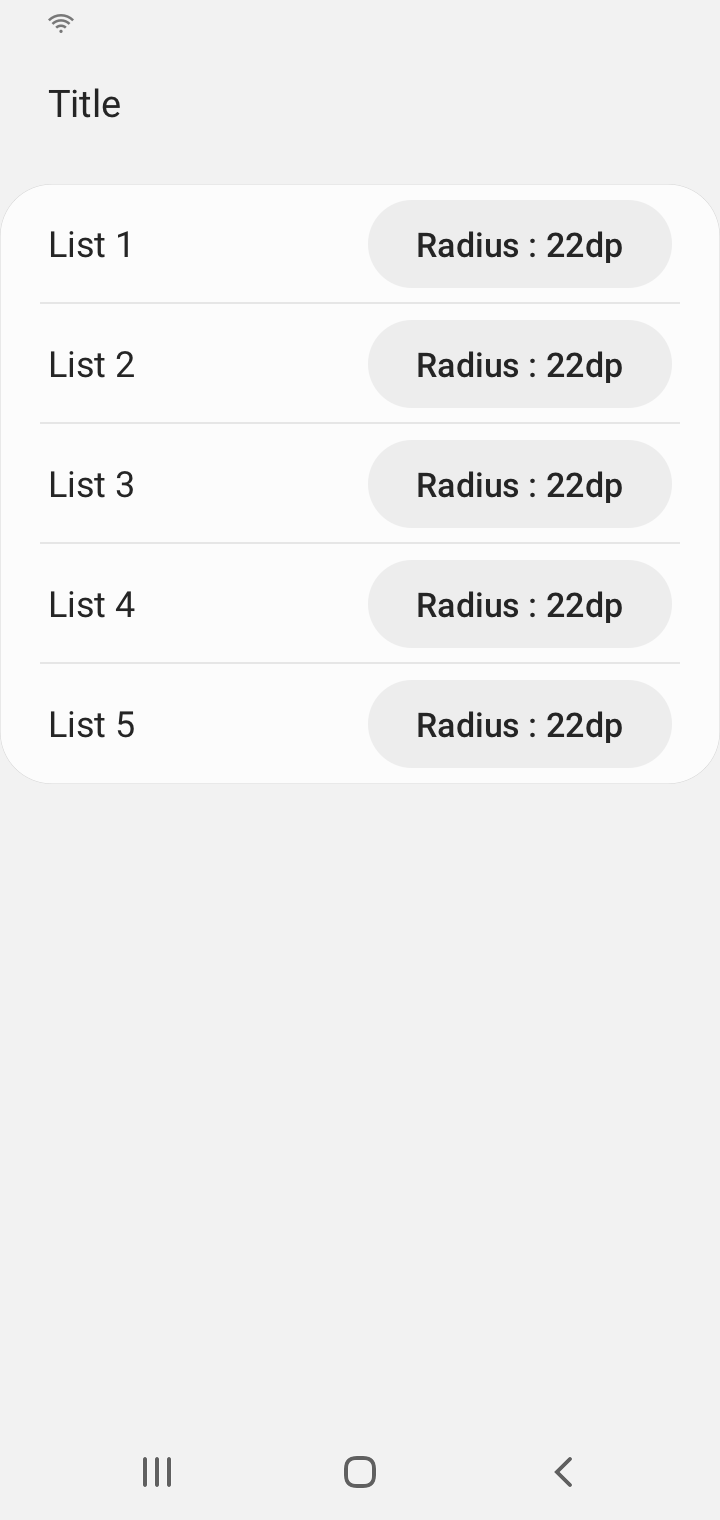 Title
List 1 Radius : 22dp
List 2 Radius : 22dp
List 3 Radius : 22dp
List 4 Radius : 22dp
List 5 Radius : 22dp